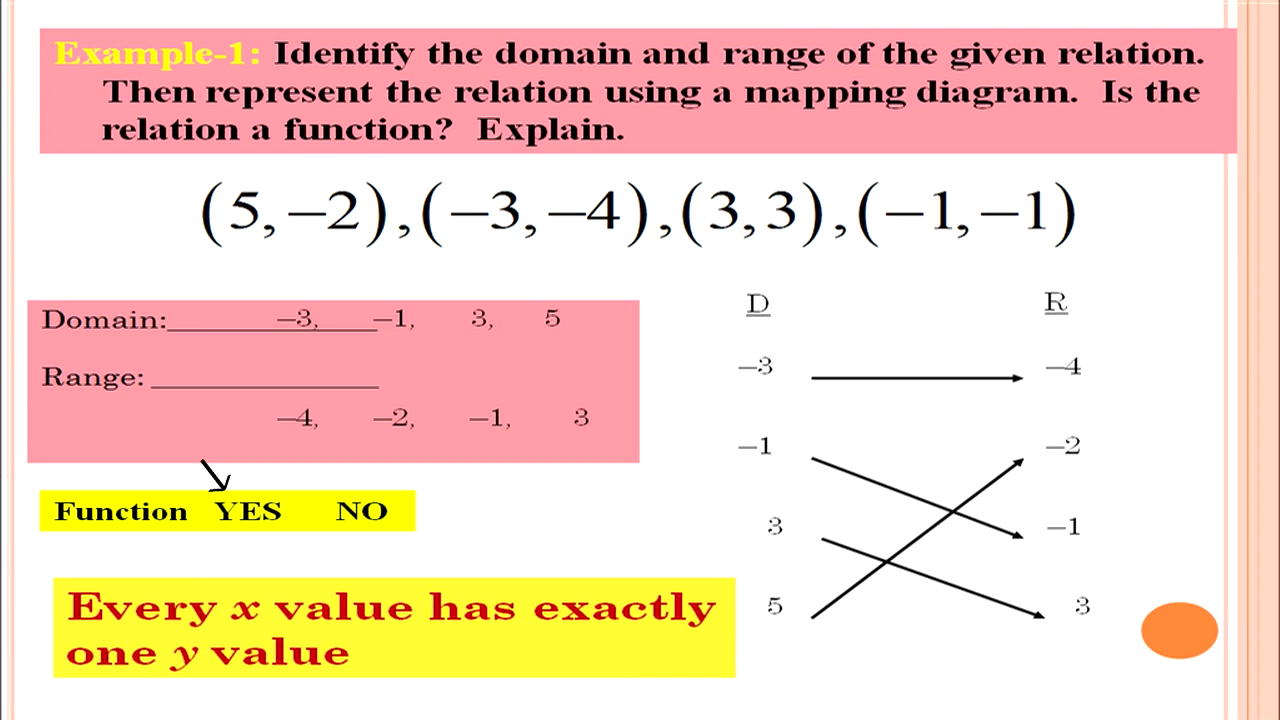 Example-1: Identify the domain and range of the given relation.
Then represent the relation using a mapping diagram. Is the
relation a function? Explain.
(5,−2),(−3,−4),(3,3),(−1,−1)
Domain:_______________ −3, −1, 3, 5
Range: ________________
−4, −2, −1, 3
Function YES NO
Every x value has exactly
one y value
D R
−3 −4
−1 −2
3 −1
5 3